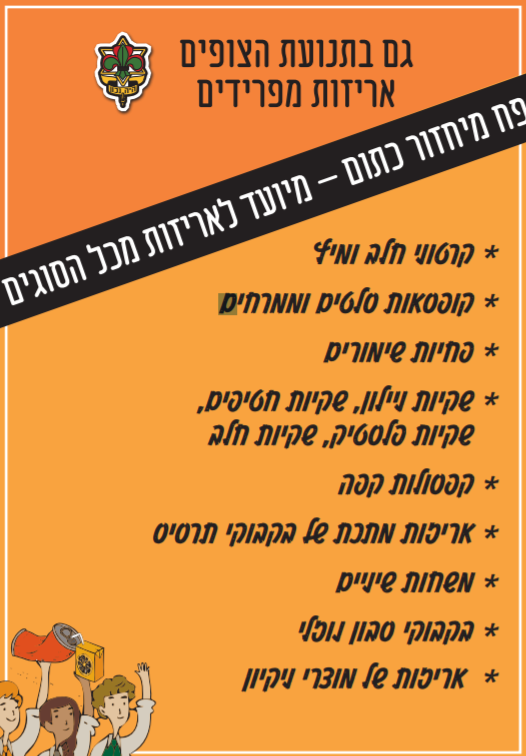 גם בתנועת הצופים
אריזות מפרידים
פח מיחזור כתום – מיועד לאריזות מכל הסוגים
* קרטוני חלב ומיץ
* קופסאות סלטים וממרחים
* פחיות שימורים
* שקיות ניילון, שקיות חטיפים,
שקיות פלסטיק, שקיות חלב
* קפסולות קפה
* אריזות מתכת של בקבוקי תרסיס
* משחות שיניים
* בקבוקי סבון נוזלי
* אריזות של מוצרי ניקיון